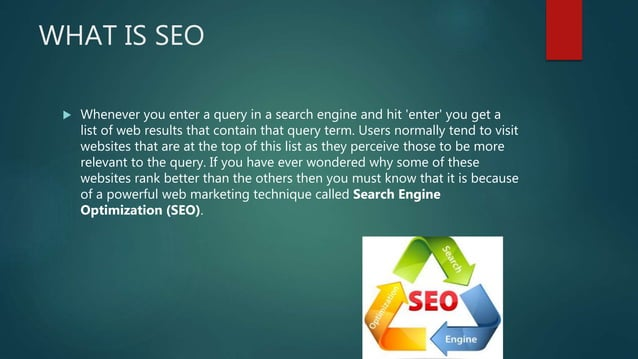 WHAT IS SEO
Whenever you enter a query in a search engine and hit 'enter' you get a
list of web results that contain that query term. Users normally tend to visit
websites that are at the top of this list as they perceive those to be more
relevant to the query. If you have ever wondered why some of these
websites rank better than the others then you must know that it is because
of a powerful web marketing technique called Search Engine
Optimization (SEO).
Search
SEO
Optimization
Engine